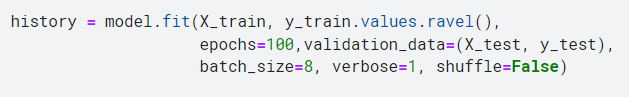 history = model.fit(X_train, y_train.values.ravel(),
                    epochs=100,validation_data=(X_test, y_test),
                    batch_size=8, verbose=1, shuffle=False)